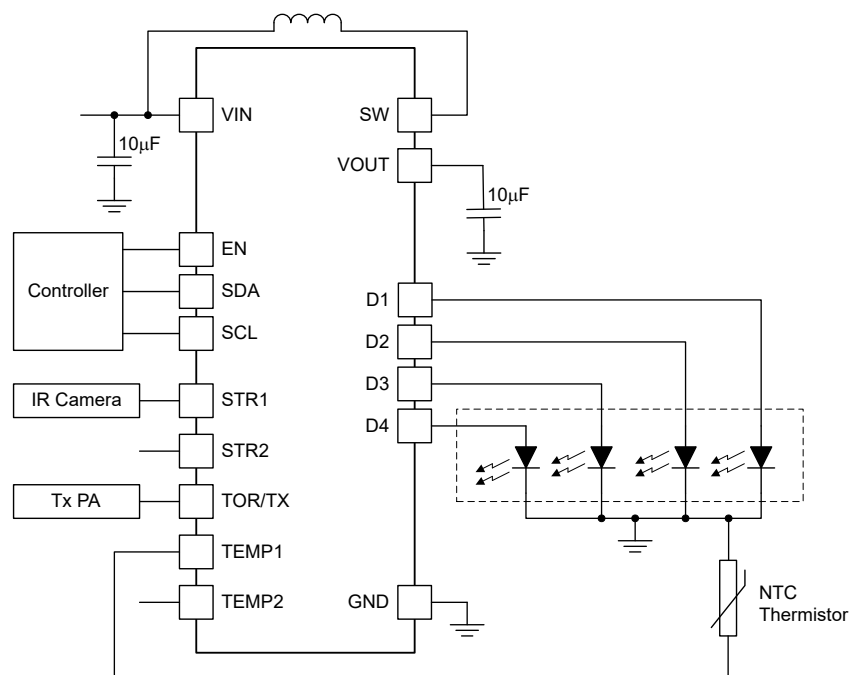 VIN
SW
10µF
VOUT
10µF
EN
Controller
SDA
D1
SCL
D2
D3
IR Camera
STR1
D4
STR2
Tx PA
TOR/TX
TEMP1
TEMP2
GND
NTC
Thermistor